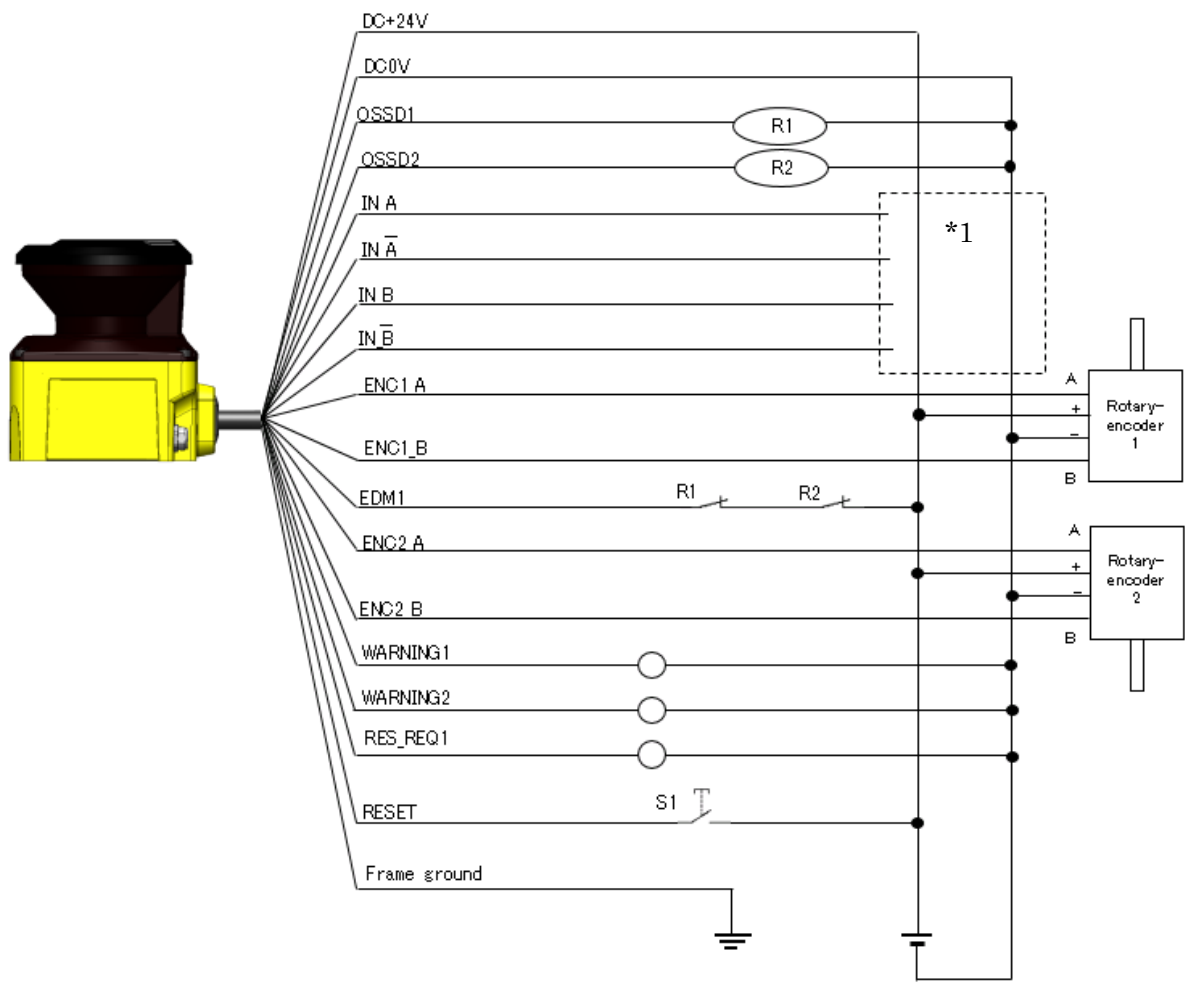 DC+24V
DC0V
OSSD1
R1
OSSD2
R2
IN A
*1
IN A̅
IN B
IN_B̅
ENC1 A
A
+
Rotary-
encoder
1
-
ENC1_B
B
EDM1
R1
R2
ENC2 A
A
+
Rotary-
encoder
2
-
ENC2 B
B
WARNING1
WARNING2
RES_REQ1
RESET
S1
Frame ground